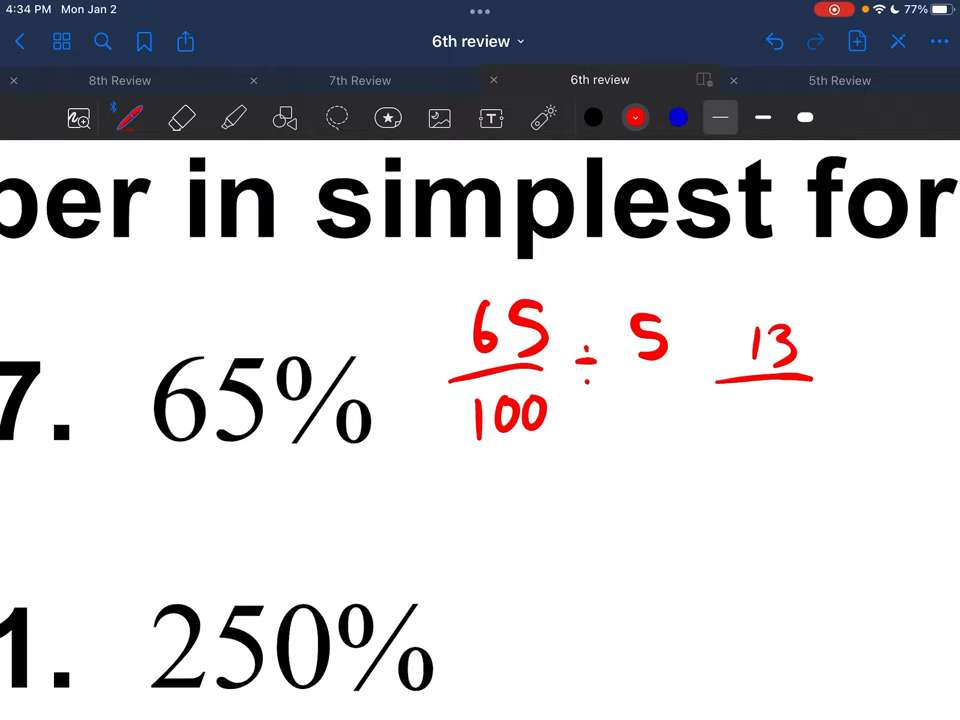 4:34 PM Mon Jan 2 77%
6th review
8th Review 7th Review 6th review 5th Review
T
per in simplest for
7. 65% 65/100 ÷ 5 13
1. 250%